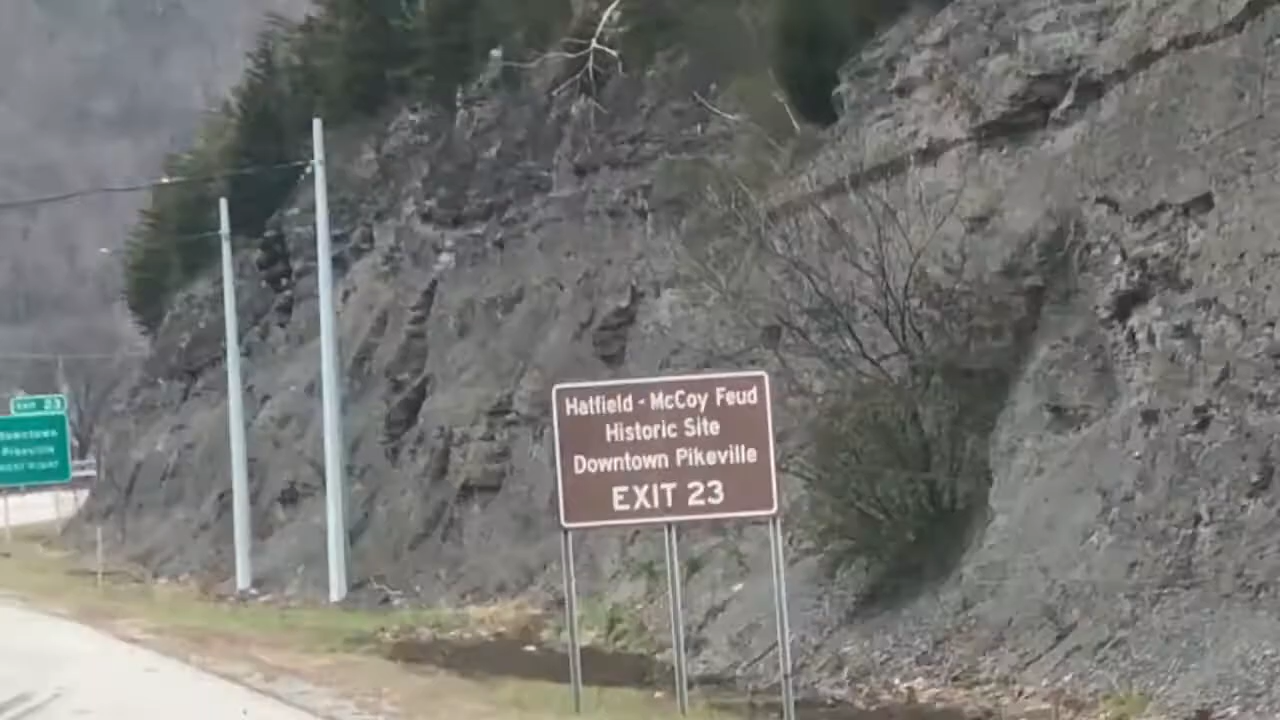 Exit 23
Downtown
Pikeville
Hatfield - McCoy Feud
Historic Site
Downtown Pikeville
EXIT 23